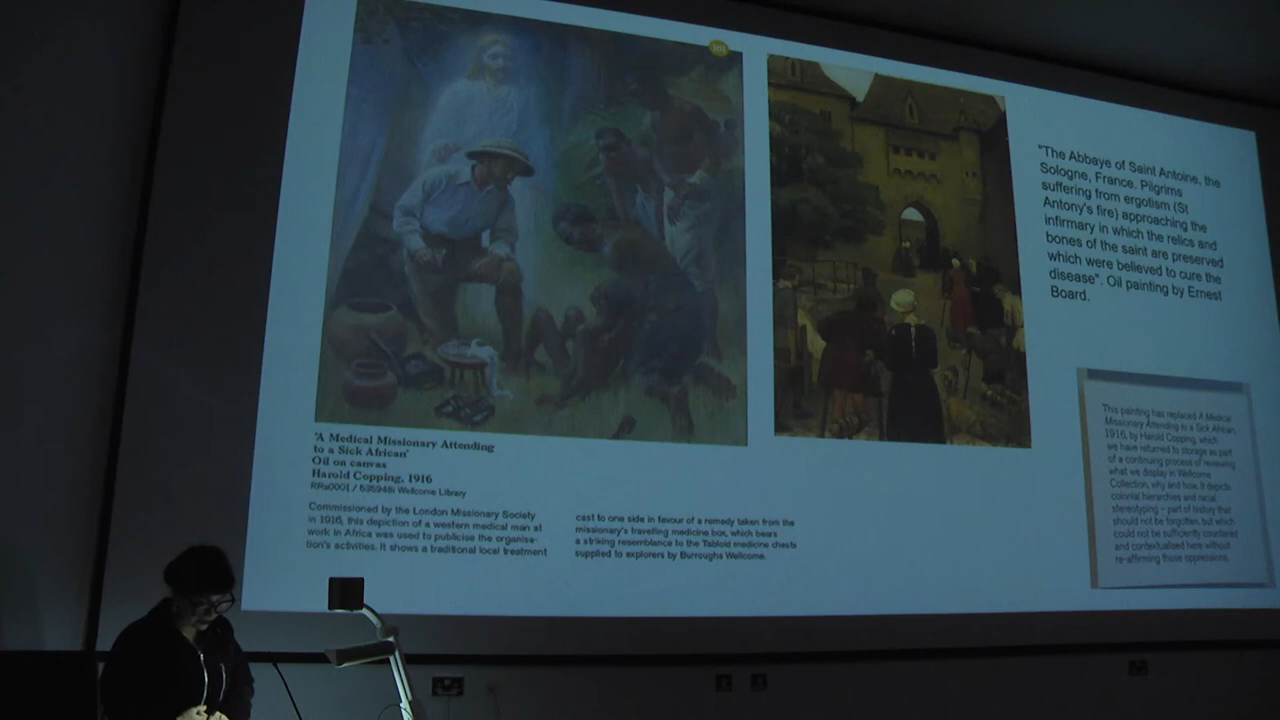 101
'A Medical Missionary Attending
to a Sick African'
Oil on canvas
Harold Copping, 1916
Commissioned by the London Missionary Society
in 1916, this depiction of a western medical man at
work in Africa was used to publicise the organisa-
tion's activities. It shows a traditional local treatment
cast to one side in favour of a remedy taken from the
missionary's travelling medicine box, which bears
a striking resemblance to the Tabloid medicine chests
supplied to explorers by Burroughs Wellcome.
"The Abbaye of Saint Antoine, the
Sologne, France. Pilgrims
suffering from ergotism (St
Antony's fire) approaching the
infirmary in which the relics and
bones of the saint are preserved
which were believed to cure the
disease". Oil painting by Ernest
Board.
This painting has replaced A Medical
Missionary Attending to a Sick African,
1916, by Harold Copping, which
we have returned to storage as part
of a continuing process of reviewing
what we display in Wellcome
Collection, why and how. It depicts
colonial hierarchies and racial
stereotyping – part of history that
should not be forgotten, but which
could not be sufficiently countered
and contextualised here without
re-affirming those oppressions.